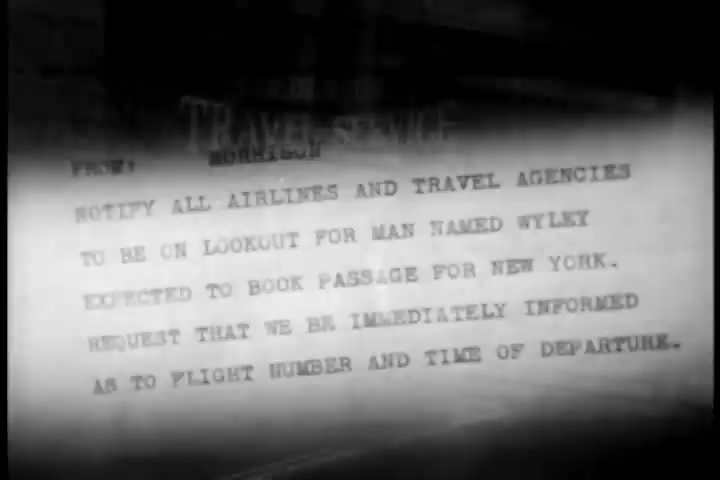 TRAVEL SERVICE
FROM: MORRISON
NOTIFY ALL AIRLINES AND TRAVEL AGENCIES
TO BE ON LOOKOUT FOR MAN NAMED WYLEY
EXPECTED TO BOOK PASSAGE FOR NEW YORK.
REQUEST THAT WE BE IMMEDIATELY INFORMED
AS TO FLIGHT NUMBER AND TIME OF DEPARTURE.